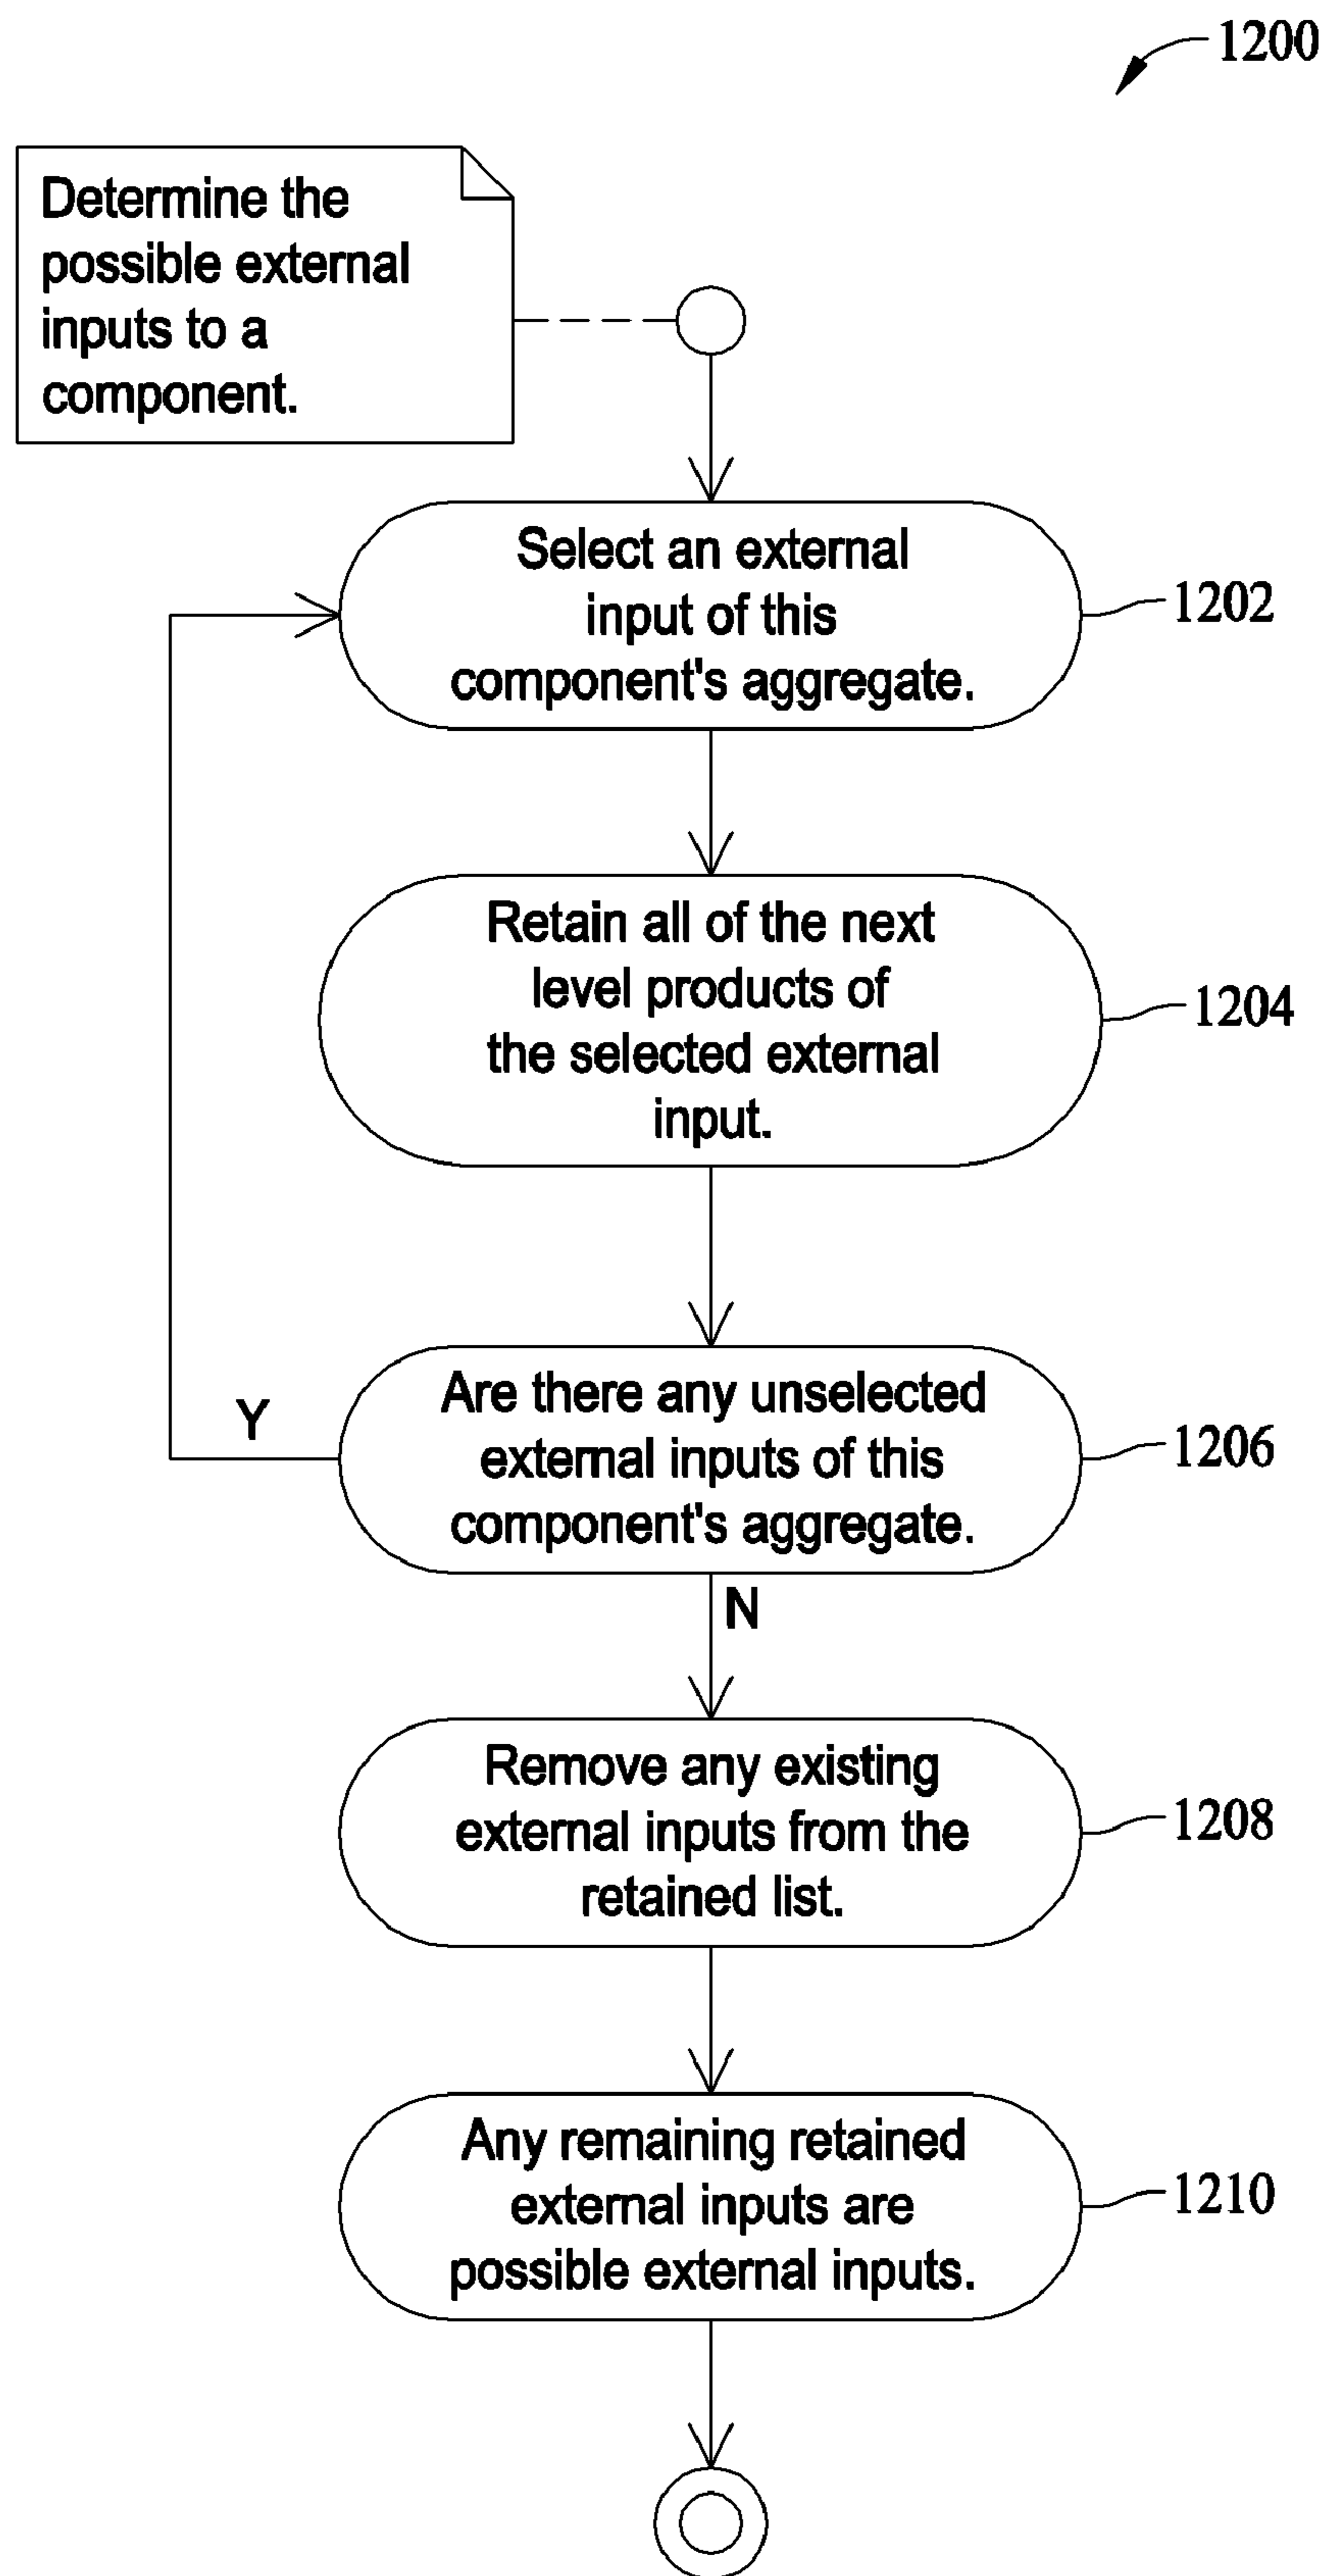 1200
Determine the
possible external
inputs to a
component.
Select an external
input of this
component's aggregate.
1202
Retain all of the next
level products of
the selected external
input.
1204
Are there any unselected
external inputs of this
component's aggregate.
1206
Y
N
Remove any existing
external inputs from the
retained list.
1208
Any remaining retained
external inputs are
possible external inputs.
1210